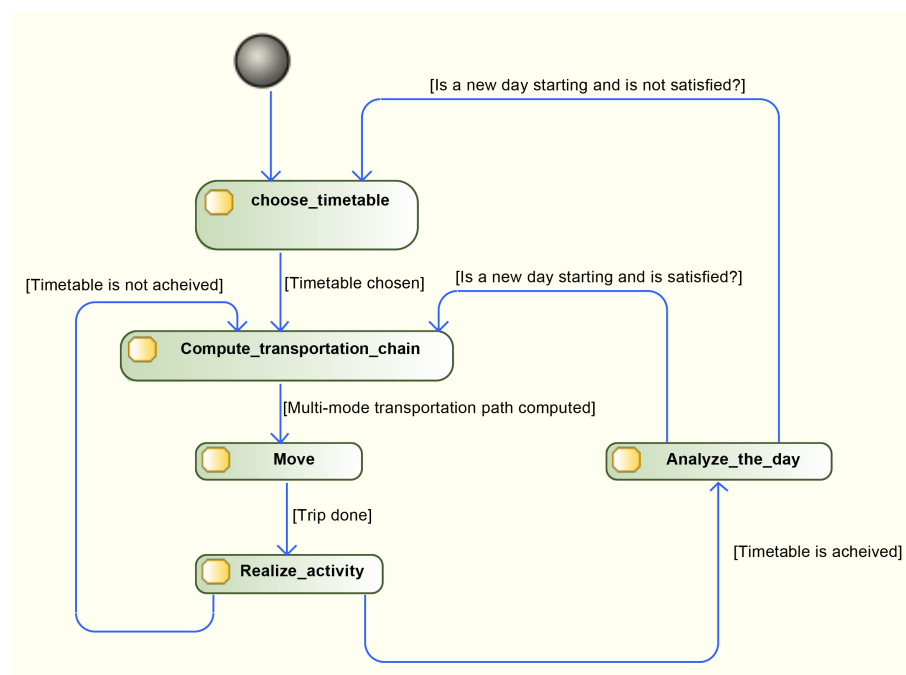 [Is a new day starting and is not satisfied?]
choose_timetable
[Timetable is not acheived]
[Timetable chosen]
[Is a new day starting and is satisfied?]
Compute_transportation_chain
[Multi-mode transportation path computed]
Move
Analyze_the_day
[Trip done]
[Timetable is acheived]
Realize_activity